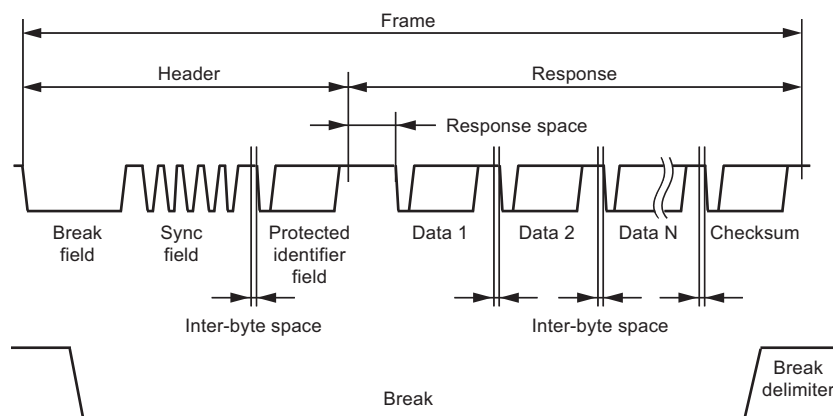 Frame
Header
Response
Response space
Break
field
Sync
field
Protected
identifier
field
Data 1
Data 2
Data N
Checksum
Inter-byte space
Inter-byte space
Break
Break
delimiter